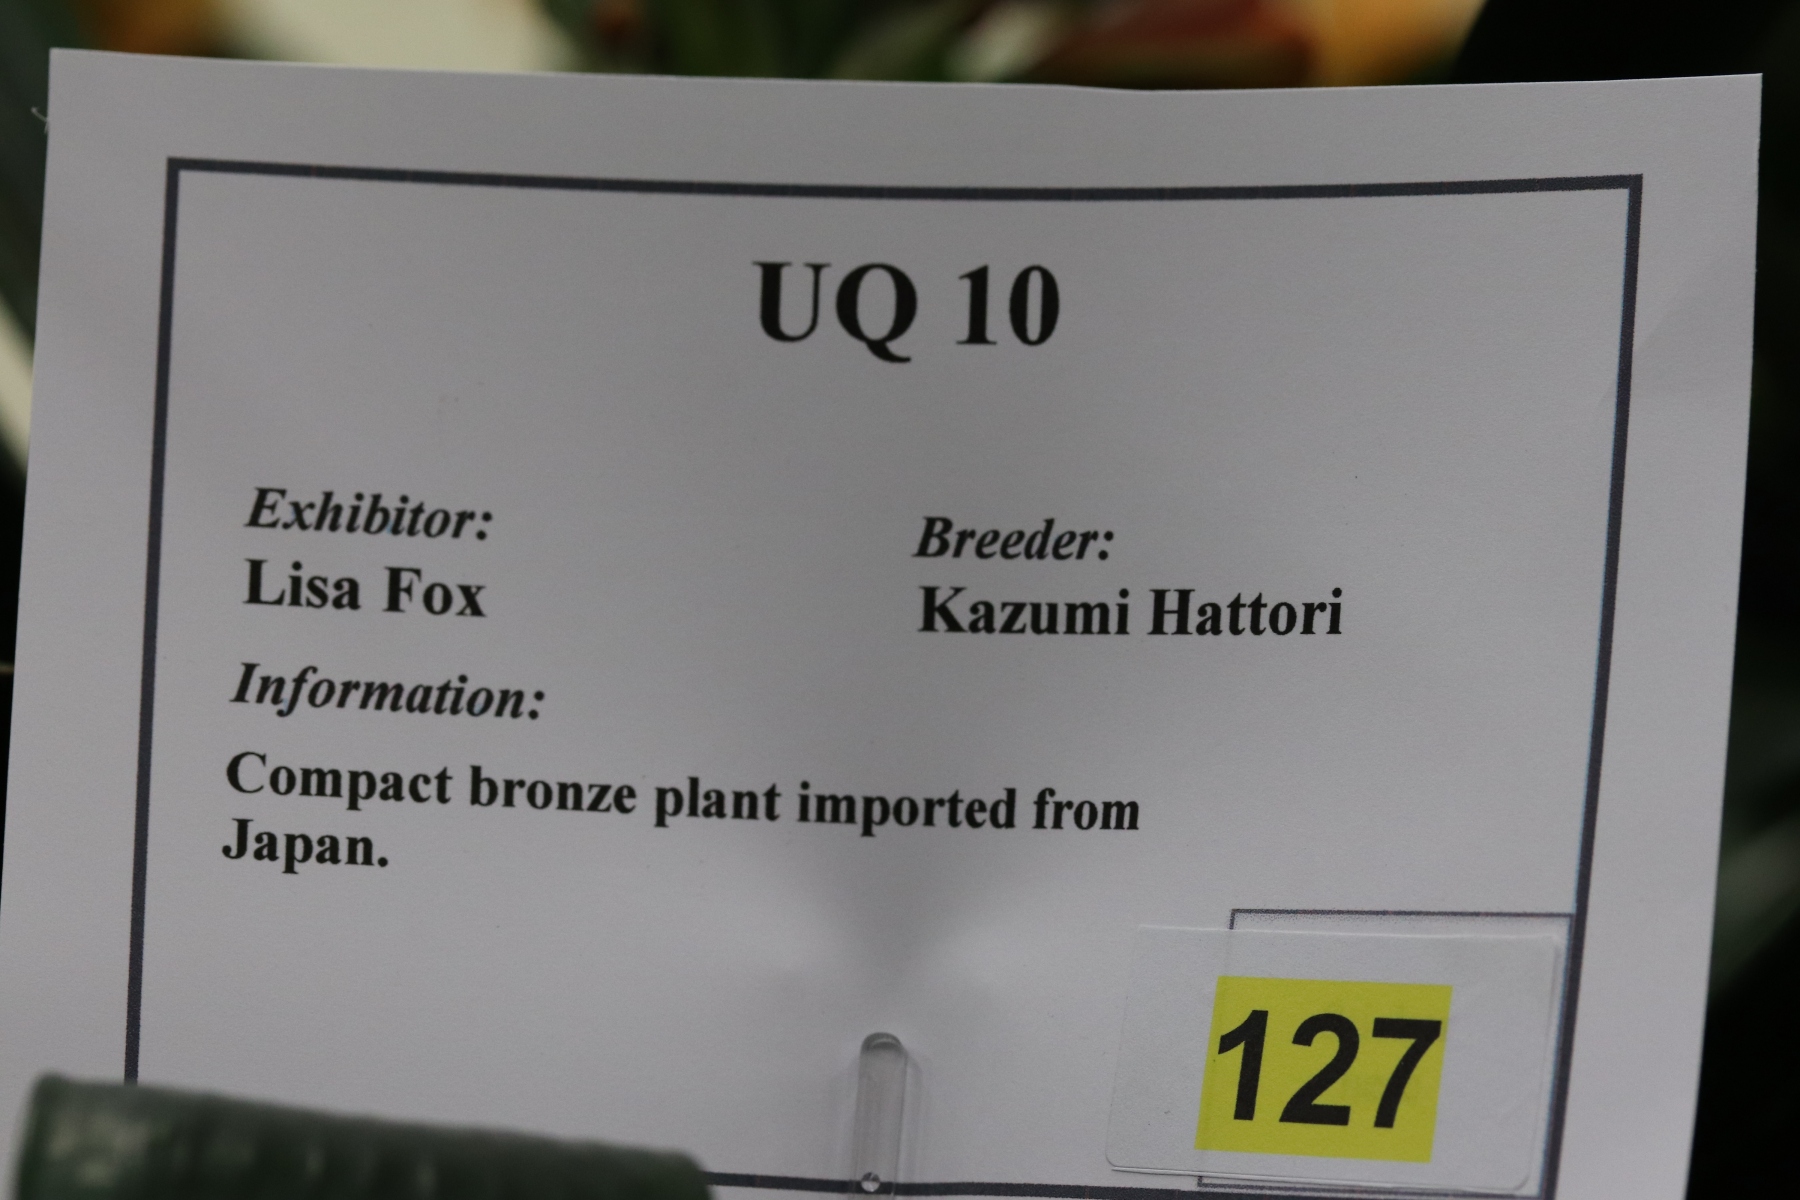 UQ 10
Exhibitor:
Lisa Fox
Breeder:
Kazumi Hattori
Information:
Compact bronze plant imported from
Japan.
127